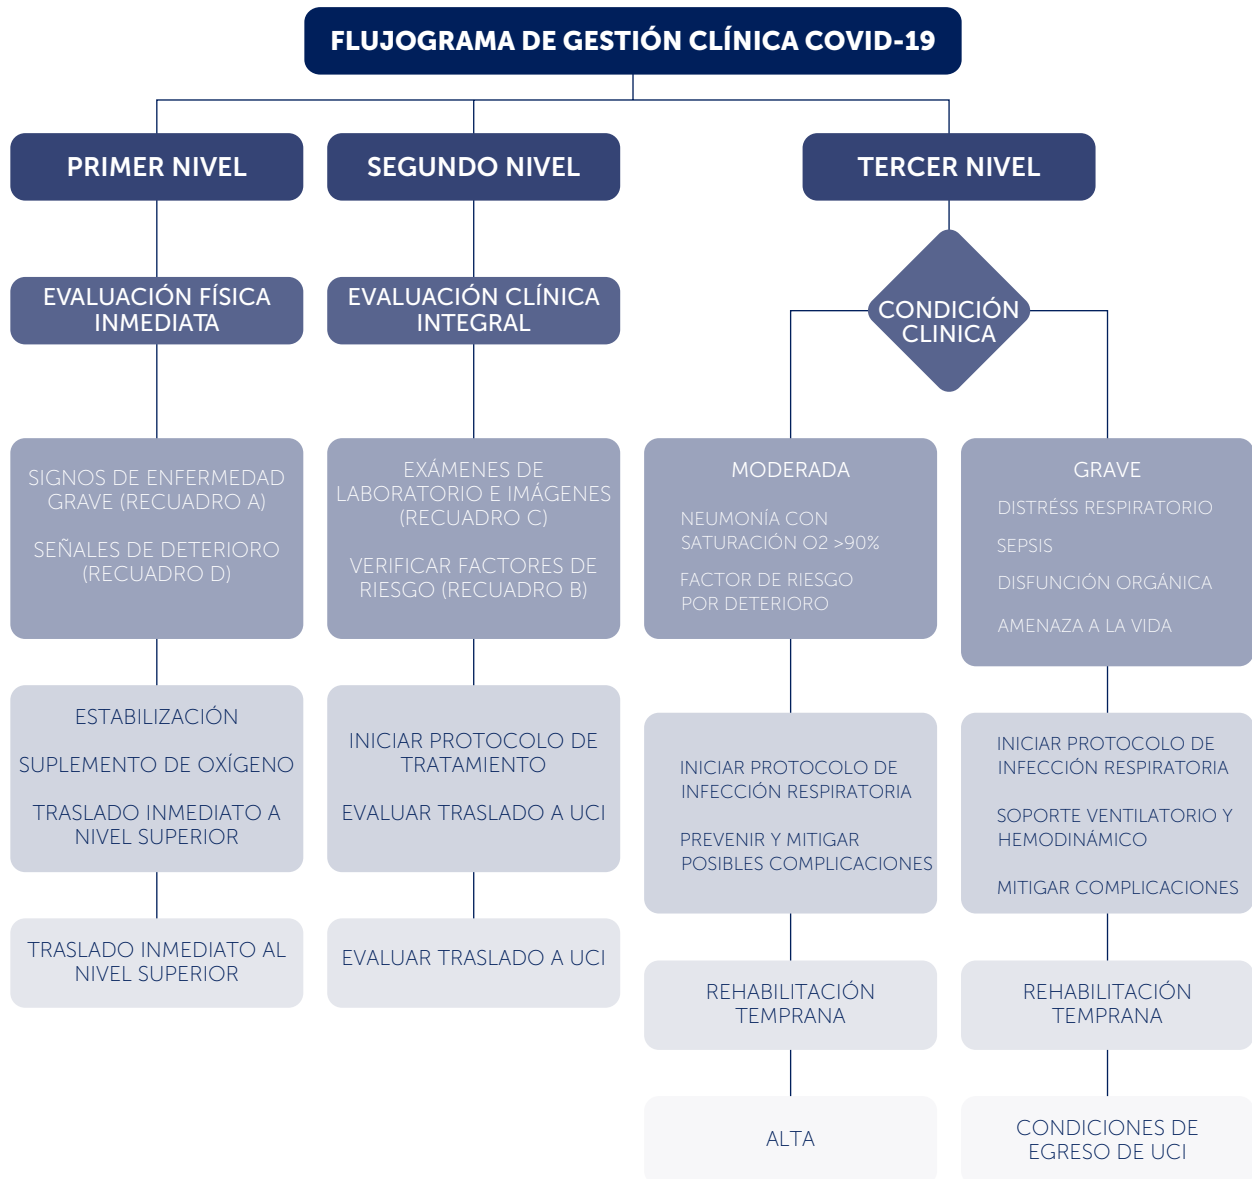 FLUJOGRAMA DE GESTIÓN CLÍNICA COVID-19
PRIMER NIVEL
EVALUACIÓN FÍSICA
INMEDIATA
SIGNOS DE ENFERMEDAD
GRAVE (RECUADRO A)
SEÑALES DE DETERIORO
(RECUADRO D)
ESTABILIZACIÓN
SUPLEMENTO DE OXÍGENO
TRASLADO INMEDIATO A
NIVEL SUPERIOR
TRASLADO INMEDIATO AL
NIVEL SUPERIOR
SEGUNDO NIVEL
EVALUACIÓN CLÍNICA
INTEGRAL
EXÁMENES DE
LABORATORIO E IMÁGENES
(RECUADRO C)
VERIFICAR FACTORES DE
RIESGO (RECUADRO B)
INICIAR PROTOCOLO DE
TRATAMIENTO
EVALUAR TRASLADO A UCI
EVALUAR TRASLADO A UCI
TERCER NIVEL
CONDICIÓN
CLINICA
MODERADA
NEUMONÍA CON
SATURACIÓN O2 >90%
FACTOR DE RIESGO
POR DETERIORO
INICIAR PROTOCOLO DE
INFECCIÓN RESPIRATORIA
PREVENIR Y MITIGAR
POSIBLES COMPLICACIONES
REHABILITACIÓN
TEMPRANA
ALTA
GRAVE
DISTRÉSS RESPIRATORIO
SEPSIS
DISFUNCIÓN ORGÁNICA
AMENAZA A LA VIDA
INICIAR PROTOCOLO DE
INFECCIÓN RESPIRATORIA
SOPORTE VENTILATORIO Y
HEMODINÁMICO
MITIGAR COMPLICACIONES
REHABILITACIÓN
TEMPRANA
CONDICIONES DE
EGRESO DE UCI